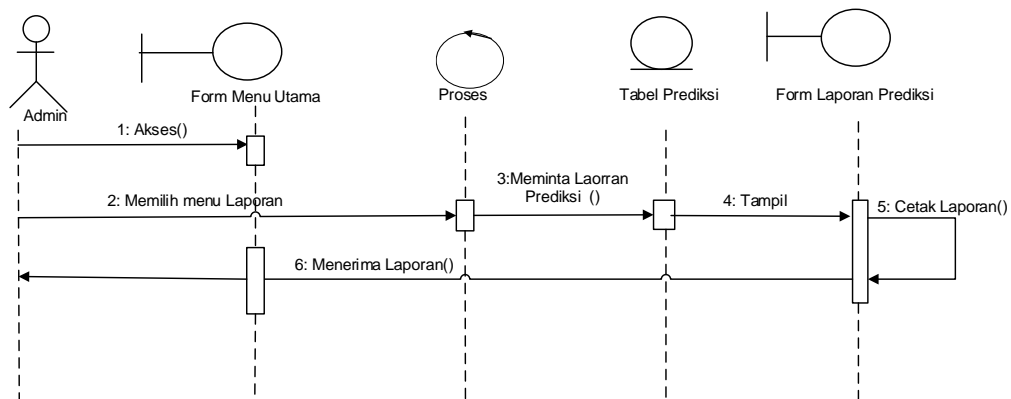 Admin
Form Menu Utama
Proses
Tabel Prediksi
Form Laporan Prediksi
1: Akses()
2: Memilih menu Laporan
3:Meminta Laorran
Prediksi ()
4: Tampil
5: Cetak Laporan()
6: Menerima Laporan()